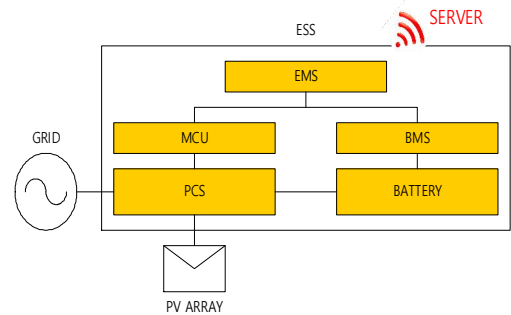 SERVER
ESS
EMS
GRID
MCU
BMS
PCS
BATTERY
PV ARRAY